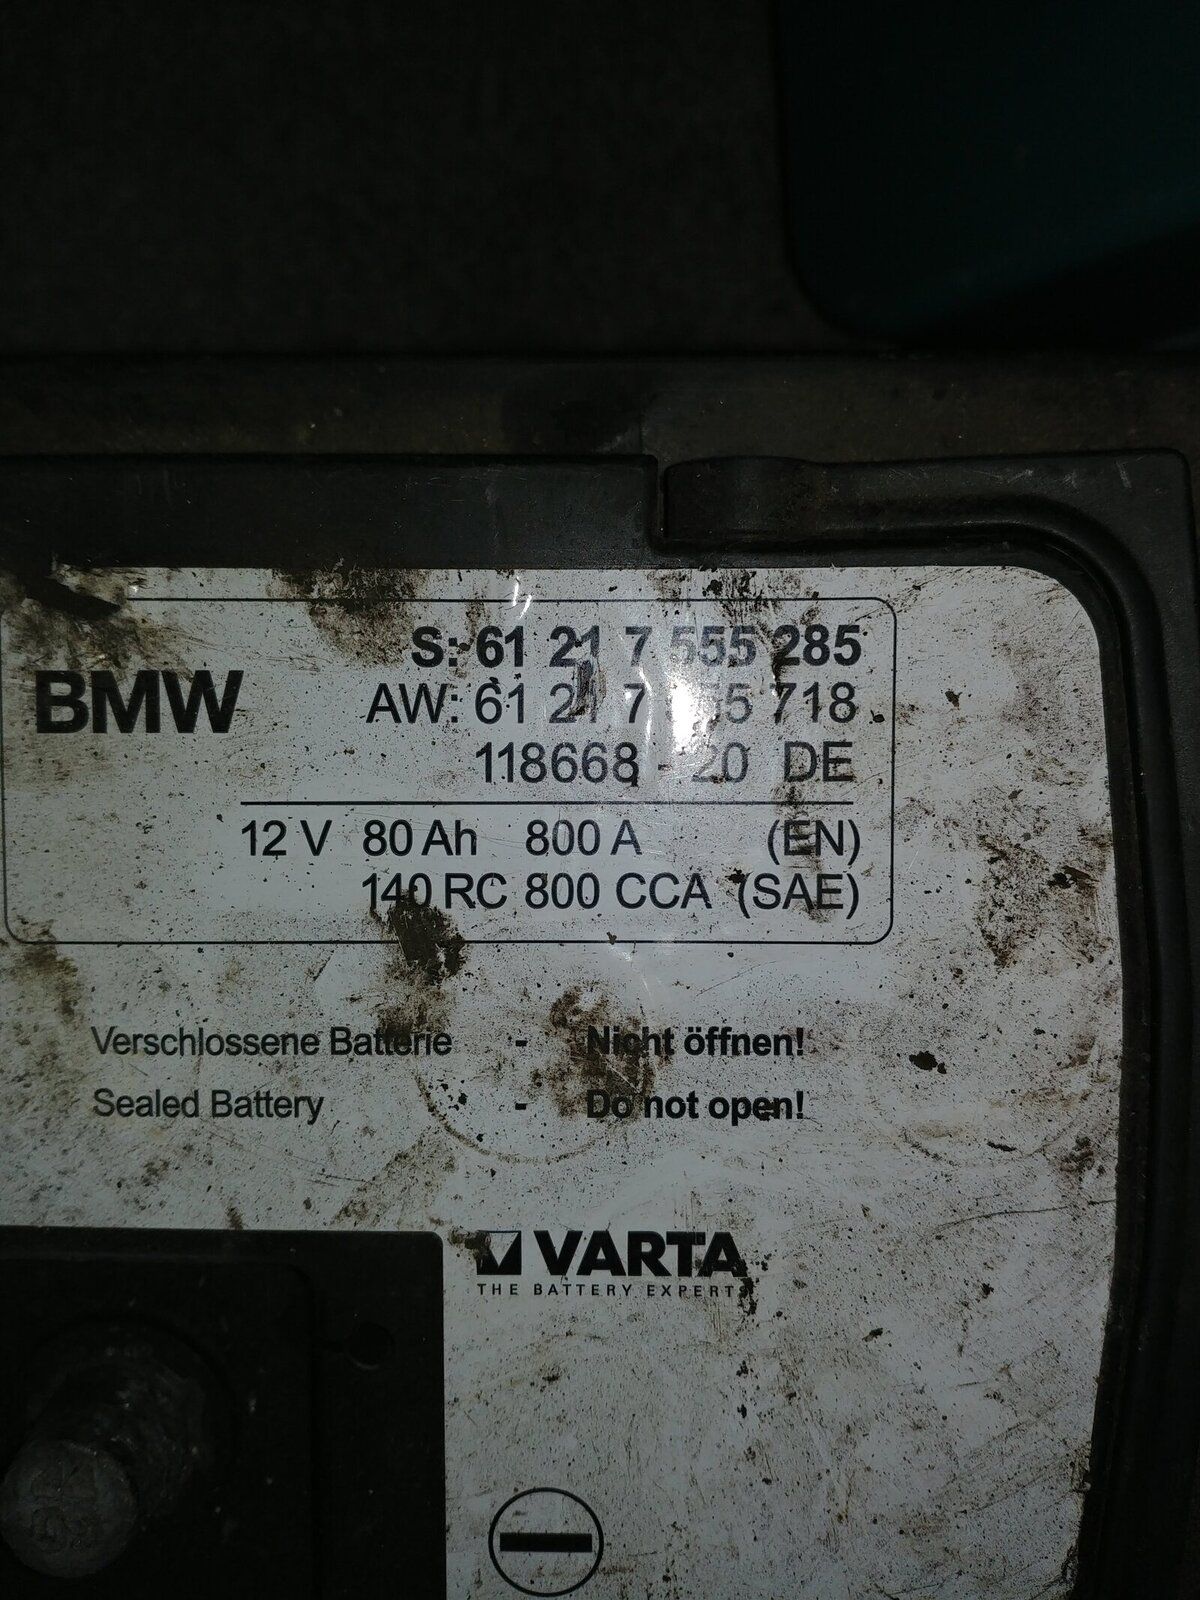 BMW
S: 61 21 7 555 285
AW: 61 21 7 555 718
118668 - 20 DE
12 V 80 Ah 800 A (EN)
140 RC 800 CCA (SAE)
Verschlossene Batterie - Nicht öffnen!
Sealed Battery - Do not open!
VARTA
THE BATTERY EXPERTS